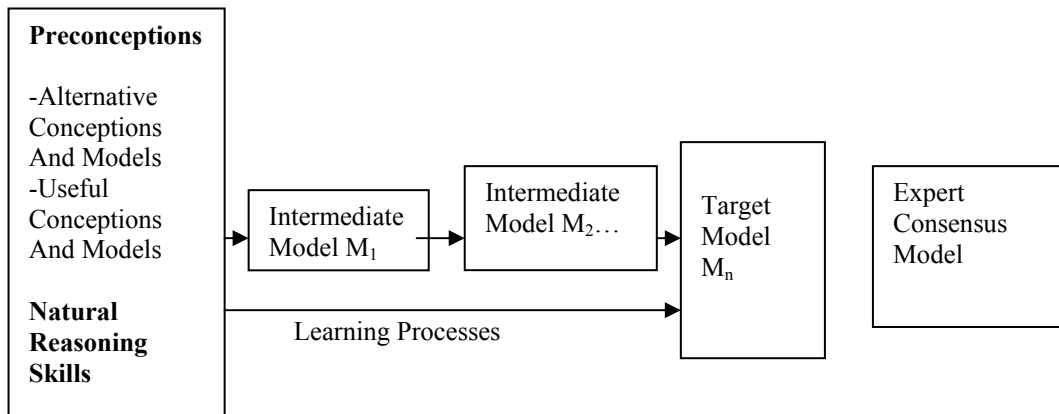 Preconceptions
-Alternative
Conceptions
And Models
-Useful
Conceptions
And Models
Natural
Reasoning
Skills
Intermediate
Model M₁
Intermediate
Model M₂…
Learning Processes
Target
Model
Mₙ
Expert
Consensus
Model